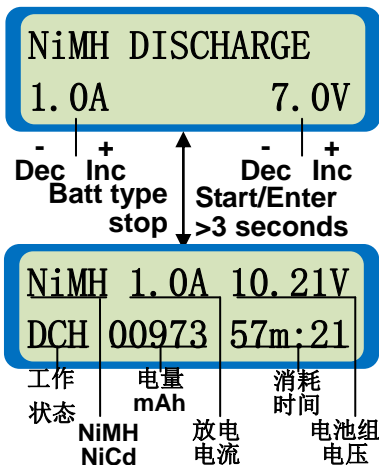 NiMH DISCHARGE
1.0A 7.0V
- + - +
Dec Inc Dec Inc
Batt type Start/Enter
stop >3 seconds
NiMH 1.0A 10.21V
DCH 00973 57m:21
工作 电量 消耗
状态 mAh 时间
NiMH 放电 电池组
NiCd 电流 电压